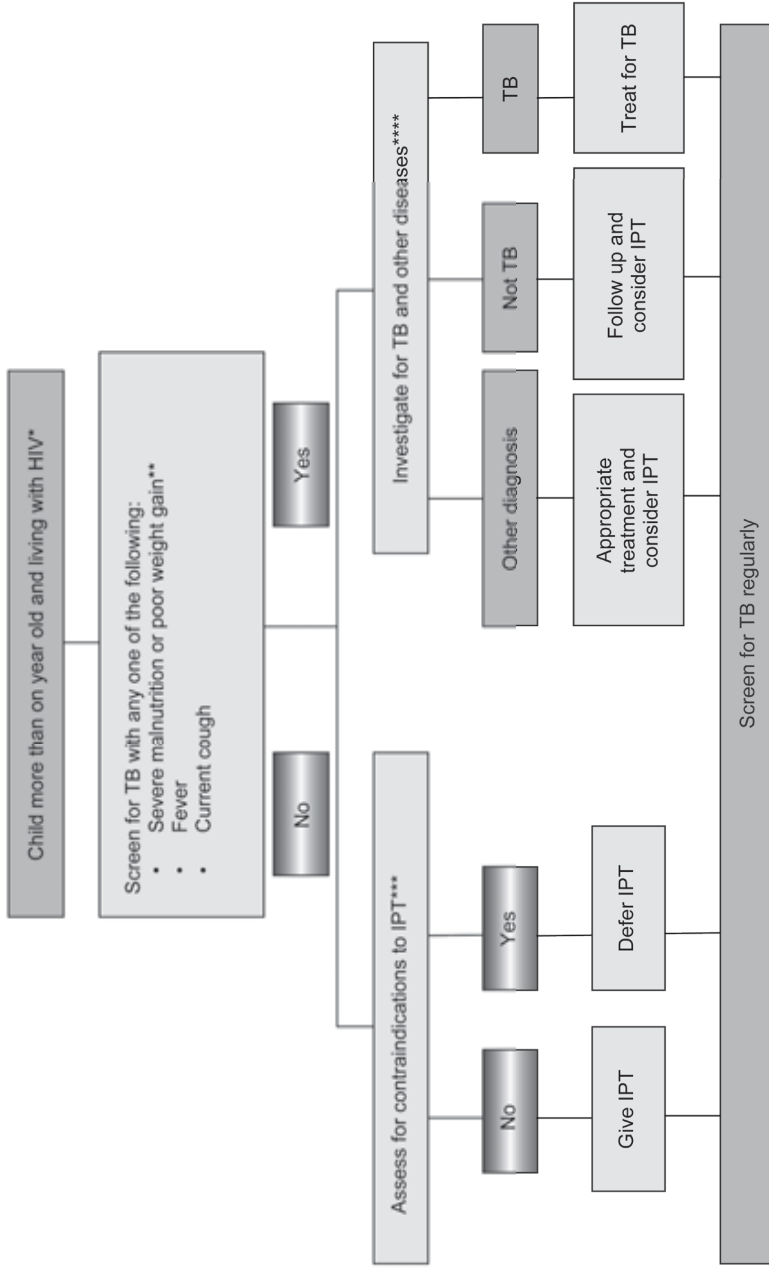 Child more than on year old and living with HIV*
Screen for TB with any one of the following:
• Severe malnutrition or poor weight gain**
• Fever
• Current cough
No
Yes
Assess for contraindications to IPT***
Investigate for TB and other diseases****
No
Yes
Other diagnosis
Not TB
TB
Give IPT
Defer IPT
Appropriate
treatment and
consider IPT
Follow up and
consider IPT
Treat for TB
Screen for TB regularly